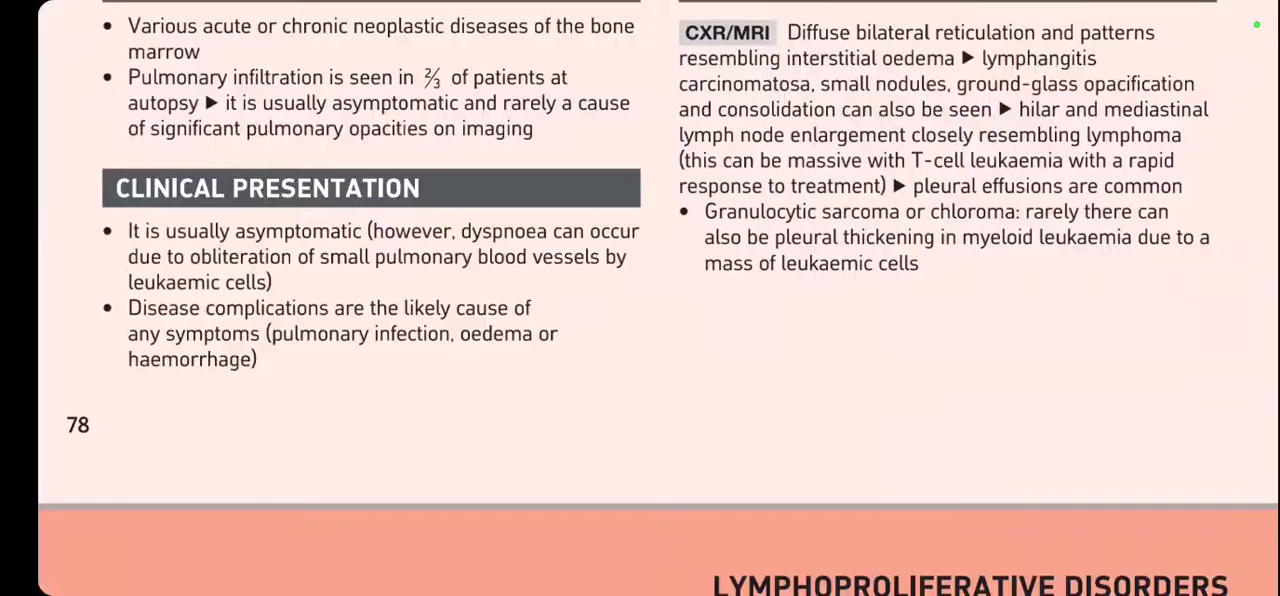 • Various acute or chronic neoplastic diseases of the bone
marrow
• Pulmonary infiltration is seen in ⅔ of patients at
autopsy ▶ it is usually asymptomatic and rarely a cause
of significant pulmonary opacities on imaging
CLINICAL PRESENTATION
• It is usually asymptomatic (however, dyspnoea can occur
due to obliteration of small pulmonary blood vessels by
leukaemic cells)
• Disease complications are the likely cause of
any symptoms (pulmonary infection, oedema or
haemorrhage)
CXR/MRI Diffuse bilateral reticulation and patterns
resembling interstitial oedema ▶ lymphangitis
carcinomatosa, small nodules, ground-glass opacification
and consolidation can also be seen ▶ hilar and mediastinal
lymph node enlargement closely resembling lymphoma
(this can be massive with T-cell leukaemia with a rapid
response to treatment) ▶ pleural effusions are common
• Granulocytic sarcoma or chloroma: rarely there can
also be pleural thickening in myeloid leukaemia due to a
mass of leukaemic cells
78
LYMPHOPROLIFERATIVE DISORDERS